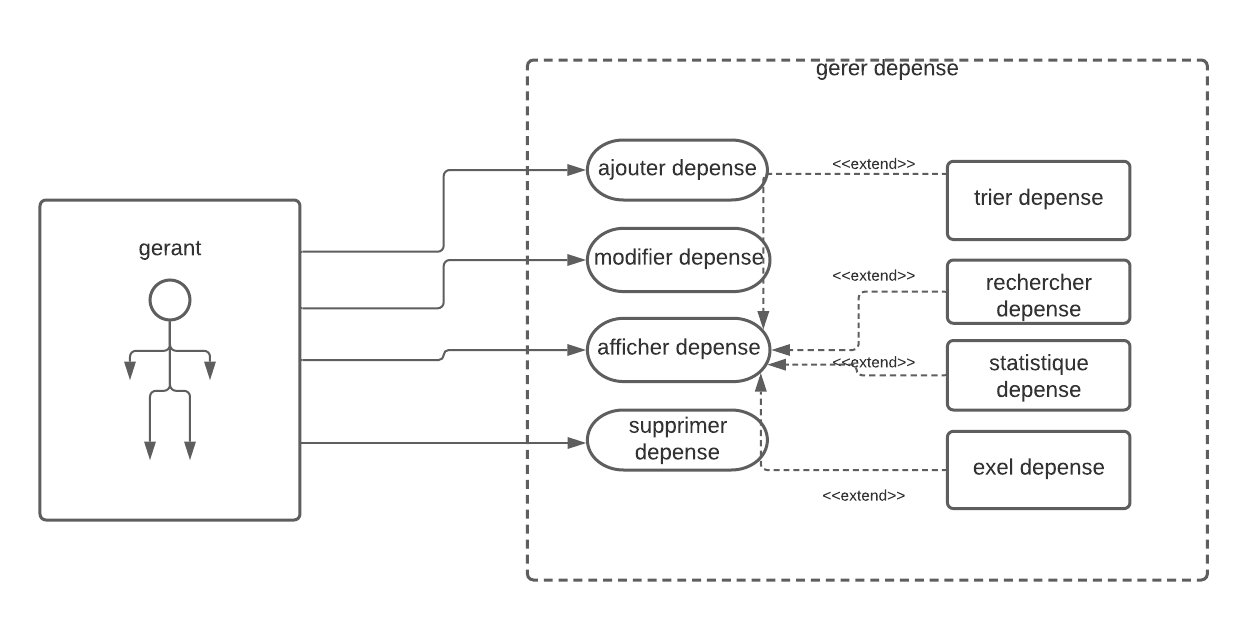 gerer depense
gerant
ajouter depense
modifier depense
afficher depense
supprimer
depense
<<extend>>
<<extend>>
<<extend>>
<<extend>>
trier depense
rechercher
depense
statistique
depense
exel depense